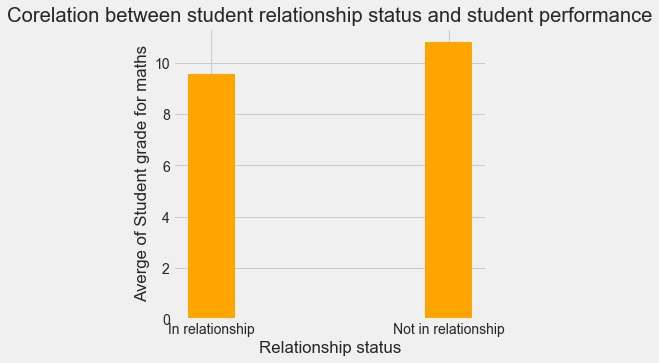 Corelation between student relationship status and student performance
Averge of Student grade for maths
10
8
6
4
2
0
In relationship
Not in relationship
Relationship status